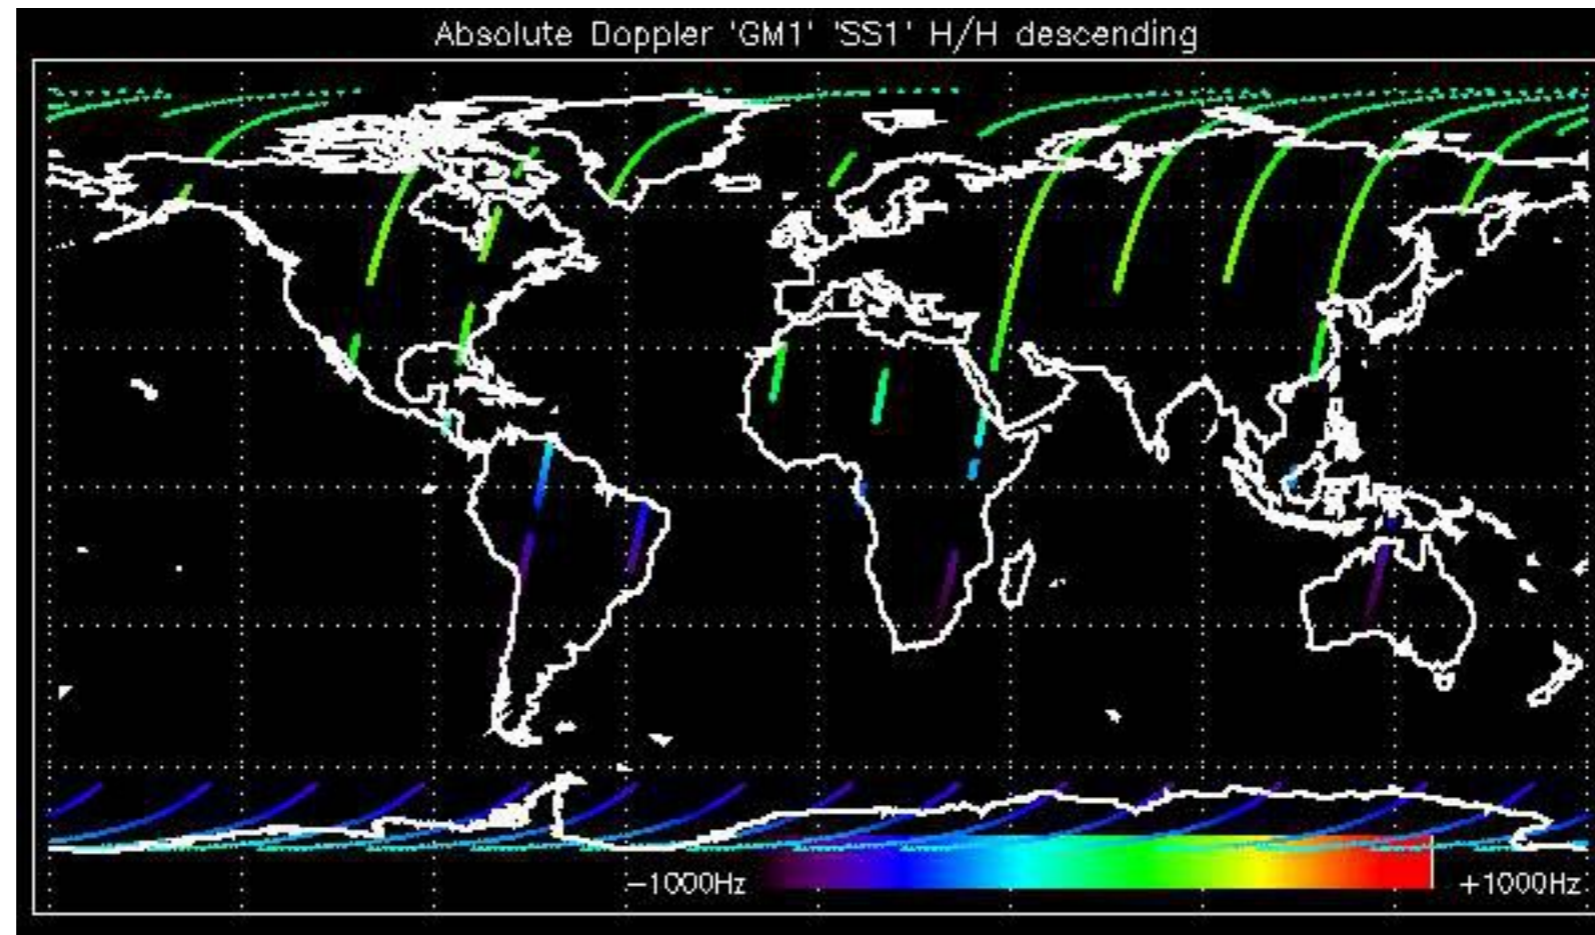 Absolute Doppler 'GM1' 'SS1' H/H descending
−1000Hz
+1000Hz